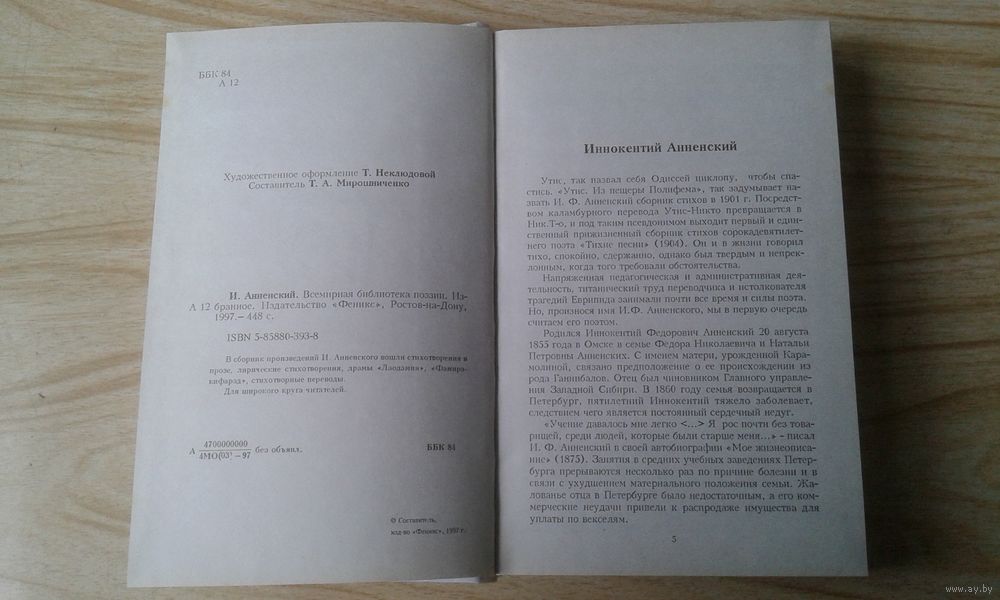 ББК 84
А 12
Художественное оформление Т. Неклюдовой
Составитель Т. А. Мирошниченко
И. Анненский. Всемирная библиотека поэзии. Из-
А 12 бранное. Издательство «Феникс», Ростов-на-Дону,
1997.– 448 с.
ISBN 5-85880-393-8
В сборник произведений И. Анненского вошли стихотворения в
прозе, лирические стихотворения, драмы «Лаодамия», «Фамира-
кифарэд», стихотворные переводы.
Для широкого круга читателей.
4700000000
А без объявл.
4МО(03) – 97
ББК 84
© Составитель,
изд-во «Феникс», 1997 г.
Иннокентий Анненский
Утис, так назвал себя Одиссей циклопу, чтобы спа-
стись. «Утис. Из пещеры Полифема», так задумывает на-
звать И. Ф. Анненский сборник стихов в 1901 г. Посредст-
вом каламбурного перевода Утис-Никто превращается в
Ник.Т-о, и под таким псевдонимом выходит первый и един-
ственный прижизненный сборник стихов сорокадевятилет-
него поэта «Тихие песни» (1904). Он и в жизни говорил
тихо, спокойно, сдержанно, однако был твердым и непрек-
лонным, когда того требовали обстоятельства.
Напряженная педагогическая и административная дея-
тельность, титанический труд переводчика и истолкователя
трагедий Еврипида занимали почти все время и силы поэта.
Но, произнося имя И.Ф. Анненского, мы в первую очередь
считаем его поэтом.
Родился Иннокентий Федорович Анненский 20 августа
1855 года в Омске в семье Федора Николаевича и Натальи
Петровны Анненских. С именем матери, урожденной Кара-
молиной, связано предположение о ее происхождении из
рода Ганнибалов. Отец был чиновником Главного управле-
ния Западной Сибири. В 1860 году семья возвращается в
Петербург, пятилетний Иннокентий тяжело заболевает,
следствием чего является постоянный сердечный недуг.
«Учение давалось мне легко <...> Я рос почти без това-
рищей, среди людей, которые были старше меня...» - писал
И. Ф. Анненский в своей автобиографии «Мое жизнеописа-
ние» (1875). Занятия в средних учебных заведениях Петер-
бурга прерываются несколько раз по причине болезни и в
связи с ухудшением материального положения семьи. Жа-
лованье отца в Петербурге было недостаточным, а его ком-
мерческие неудачи привели к распродаже имущества для
уплаты по векселям.
5
www.ay.by